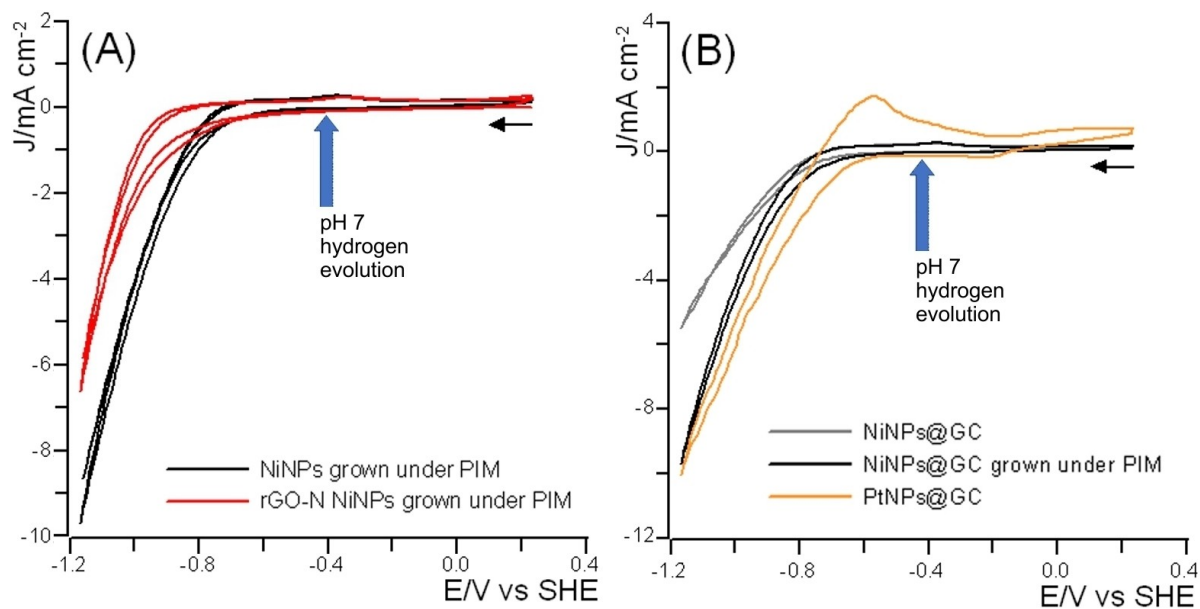 (A)
J/mA cm-2
2
0
-2
-4
-6
-8
-10
pH 7
hydrogen
evolution
NiNPs grown under PIM
rGO-N NiNPs grown under PIM
-1.2
-0.8
-0.4
0.0
0.4
E/V vs SHE
(B)
J/mA cm-2
4
0
-4
-8
-12
pH 7
hydrogen
evolution
NiNPs@GC
NiNPs@GC grown under PIM
PtNPs@GC
-1.2
-0.8
-0.4
0.0
0.4
E/V vs SHE